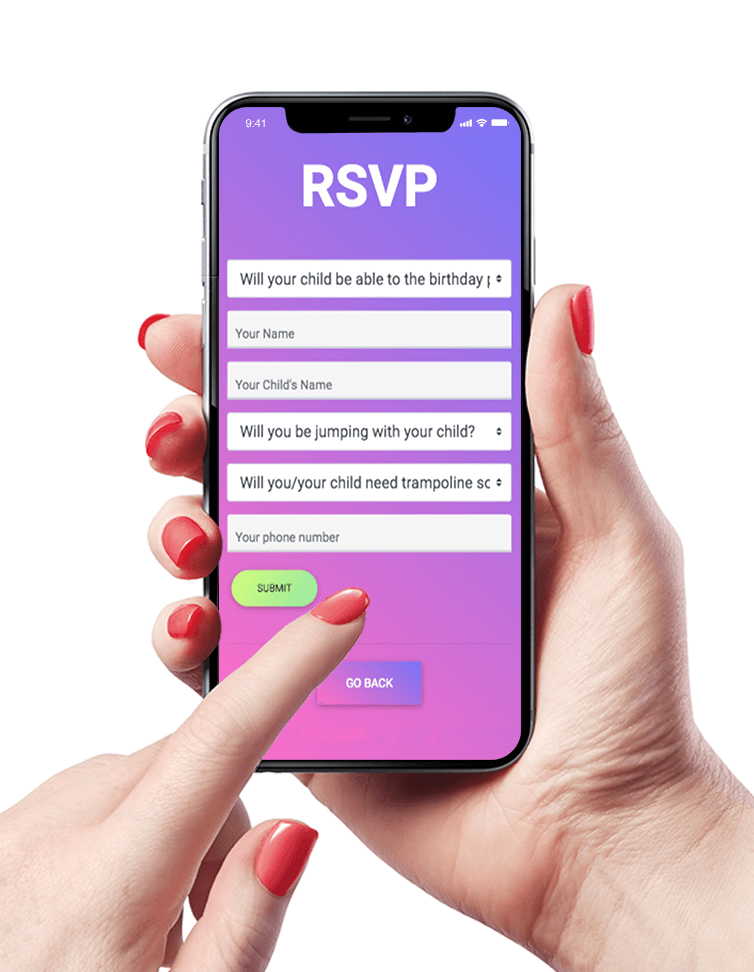 9:41
RSVP
Will your child be able to the birthday p
Your Name
Your Child's Name
Will you be jumping with your child?
Will you/your child need trampoline so
Your phone number
SUBMIT
GO BACK